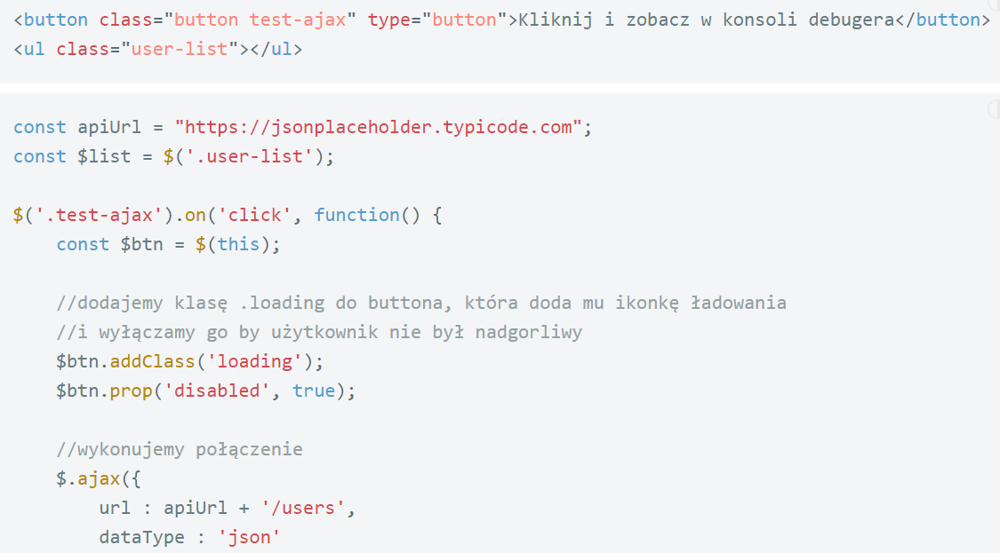 <button class="button test-ajax" type="button">Kliknij i zobacz w konsoli debugera</button>
<ul class="user-list"></ul>
const apiUrl = "https://jsonplaceholder.typicode.com";
const $list = $('.user-list');
$('.test-ajax').on('click', function() {
    const $btn = $(this);
    //dodajemy klasę .loading do buttona, która doda mu ikonkę ładowania
    //i wyłączamy go by użytkownik nie był nadgorliwy
    $btn.addClass('loading');
    $btn.prop('disabled', true);
    //wykonujemy połączenie
    $.ajax({
        url : apiUrl + '/users',
        dataType : 'json'